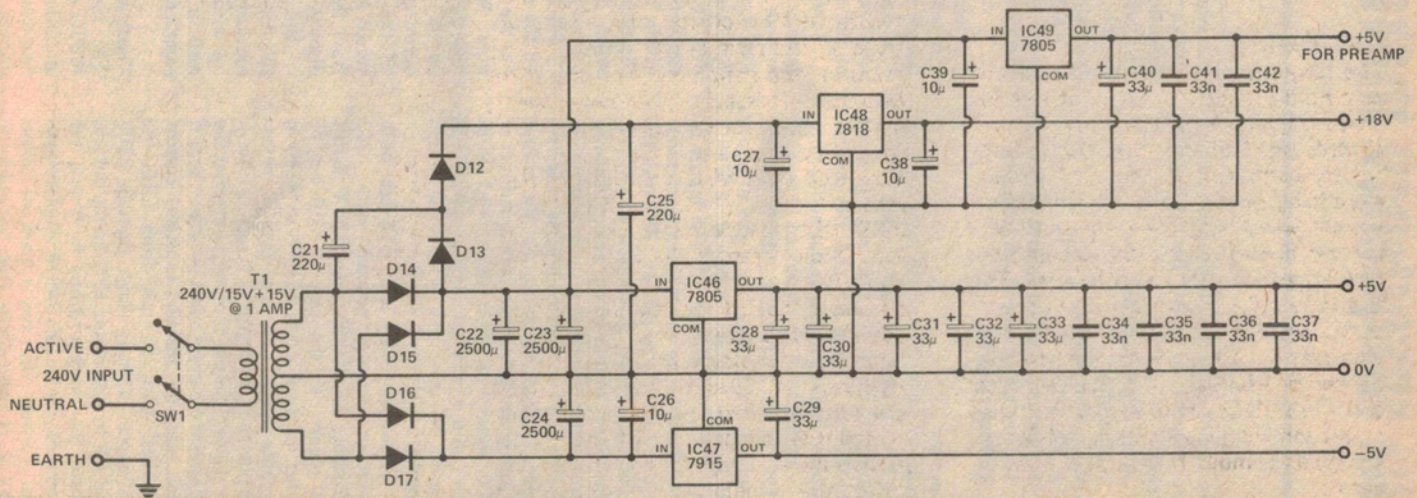 IN
IC49
7805
OUT
COM
+5V
FOR PREAMP
C39
10µ
C40
33µ
C41
33n
C42
33n
IN
IC48
7818
OUT
COM
+18V
C27
10µ
C38
10µ
D12
C25
220µ
C21
220µ
D13
D14
T1
240V/15V+15V
@ 1 AMP
IN
IC46
7805
OUT
COM
+5V
C22
2500µ
C23
2500µ
C28
33µ
C30
33µ
C31
33µ
C32
33µ
C33
33µ
C34
33n
C35
33n
C36
33n
C37
33n
D15
ACTIVE
240V INPUT
NEUTRAL
SW1
0V
D16
C24
2500µ
C26
10µ
C29
33µ
COM
IN
IC47
7915
OUT
-5V
EARTH
D17